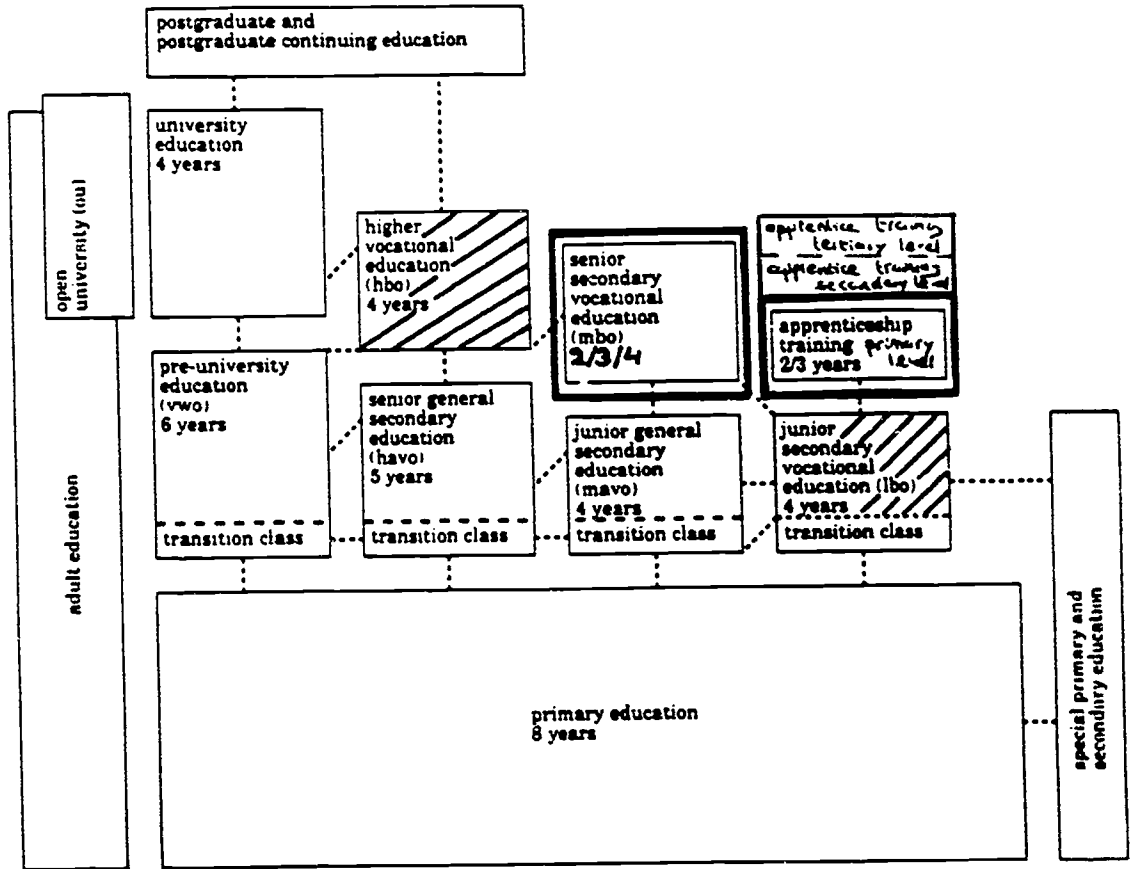 postgraduate and
postgraduate continuing education
open
university (ou)
adult education
university
education
4 years
higher
vocational
education
(hbo)
4 years
senior
secondary
vocational
education
(mbo)
2/3/4
apprentice training
tertiary level
apprentice training
secondary level
apprenticeship
training primary
2/3 years level
pre-university
education
(vwo)
6 years
transition class
senior general
secondary
education
(havo)
5 years
transition class
junior general
secondary
education
(mavo)
4 years
transition class
junior
secondary
vocational
education (lbo)
4 years
transition class
primary education
8 years
special primary and
secondary education